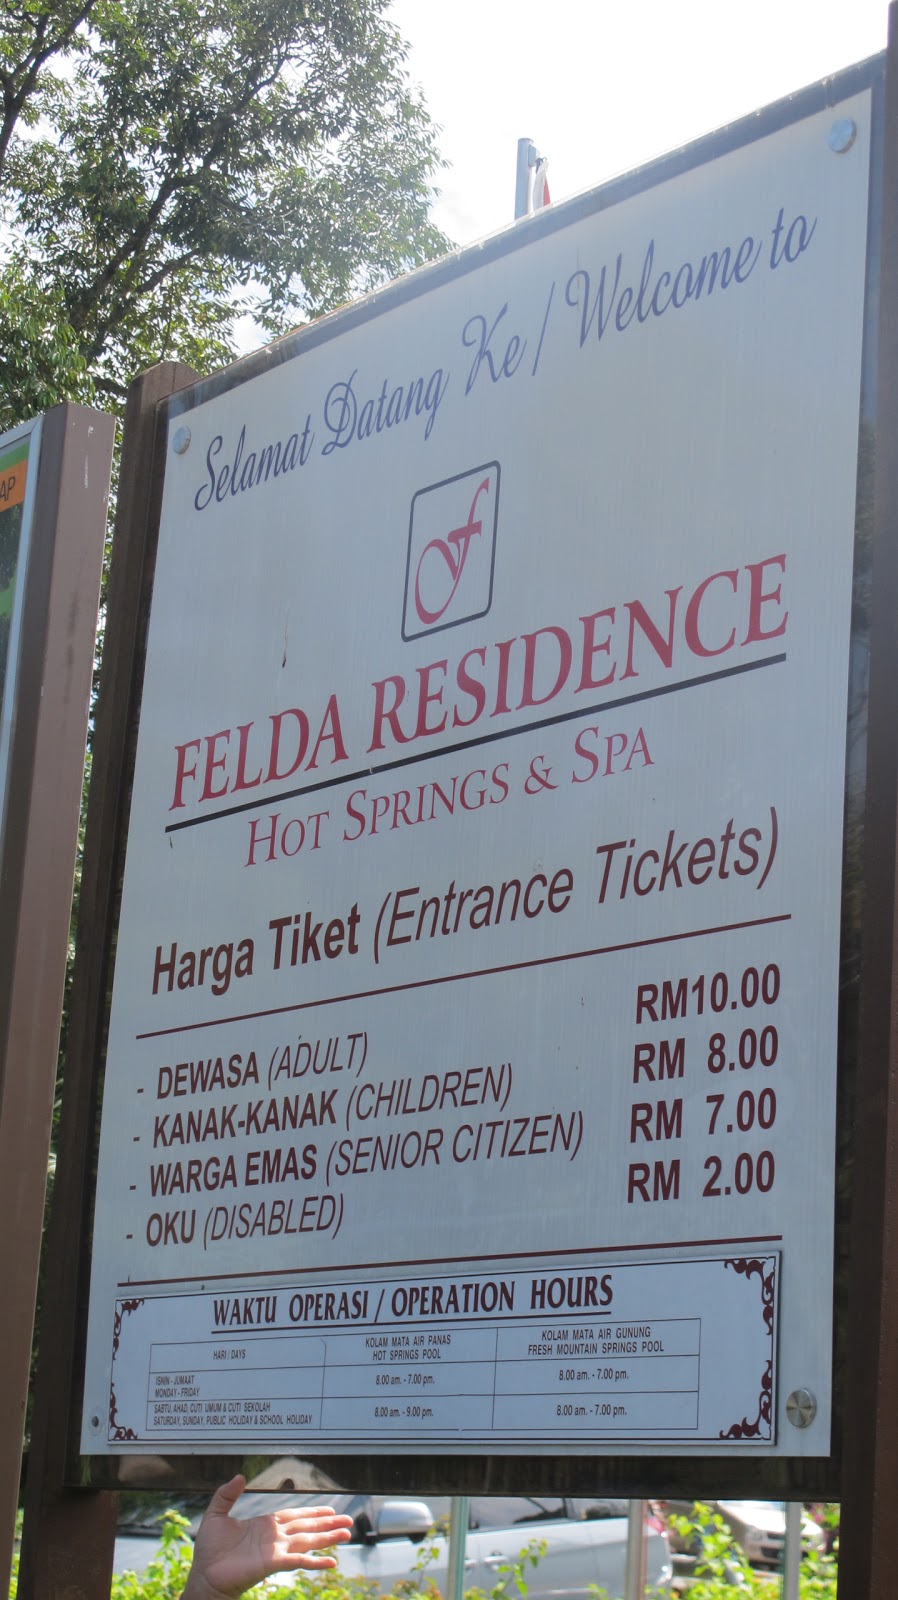 AP
Selamat Datang Ke / Welcome to
f
FELDA RESIDENCE
HOT SPRINGS & SPA
Harga Tiket (Entrance Tickets)
- DEWASA (ADULT) RM10.00
- KANAK-KANAK (CHILDREN) RM 8.00
- WARGA EMAS (SENIOR CITIZEN) RM 7.00
- OKU (DISABLED) RM 2.00
WAKTU OPERASI / OPERATION HOURS
HARI / DAYS
KOLAM MATA AIR PANAS
HOT SPRINGS POOL
KOLAM MATA AIR GUNUNG
FRESH MOUNTAIN SPRINGS POOL
ISNIN - JUMAAT
MONDAY - FRIDAY
8.00 am. - 7.00 pm.
8.00 am. - 7.00 pm.
SABTU, AHAD, CUTI UMUM & CUTI SEKOLAH
SATURDAY, SUNDAY, PUBLIC HOLIDAY & SCHOOL HOLIDAY
8.00 am. - 9.00 pm.
8.00 am. - 7.00 pm.